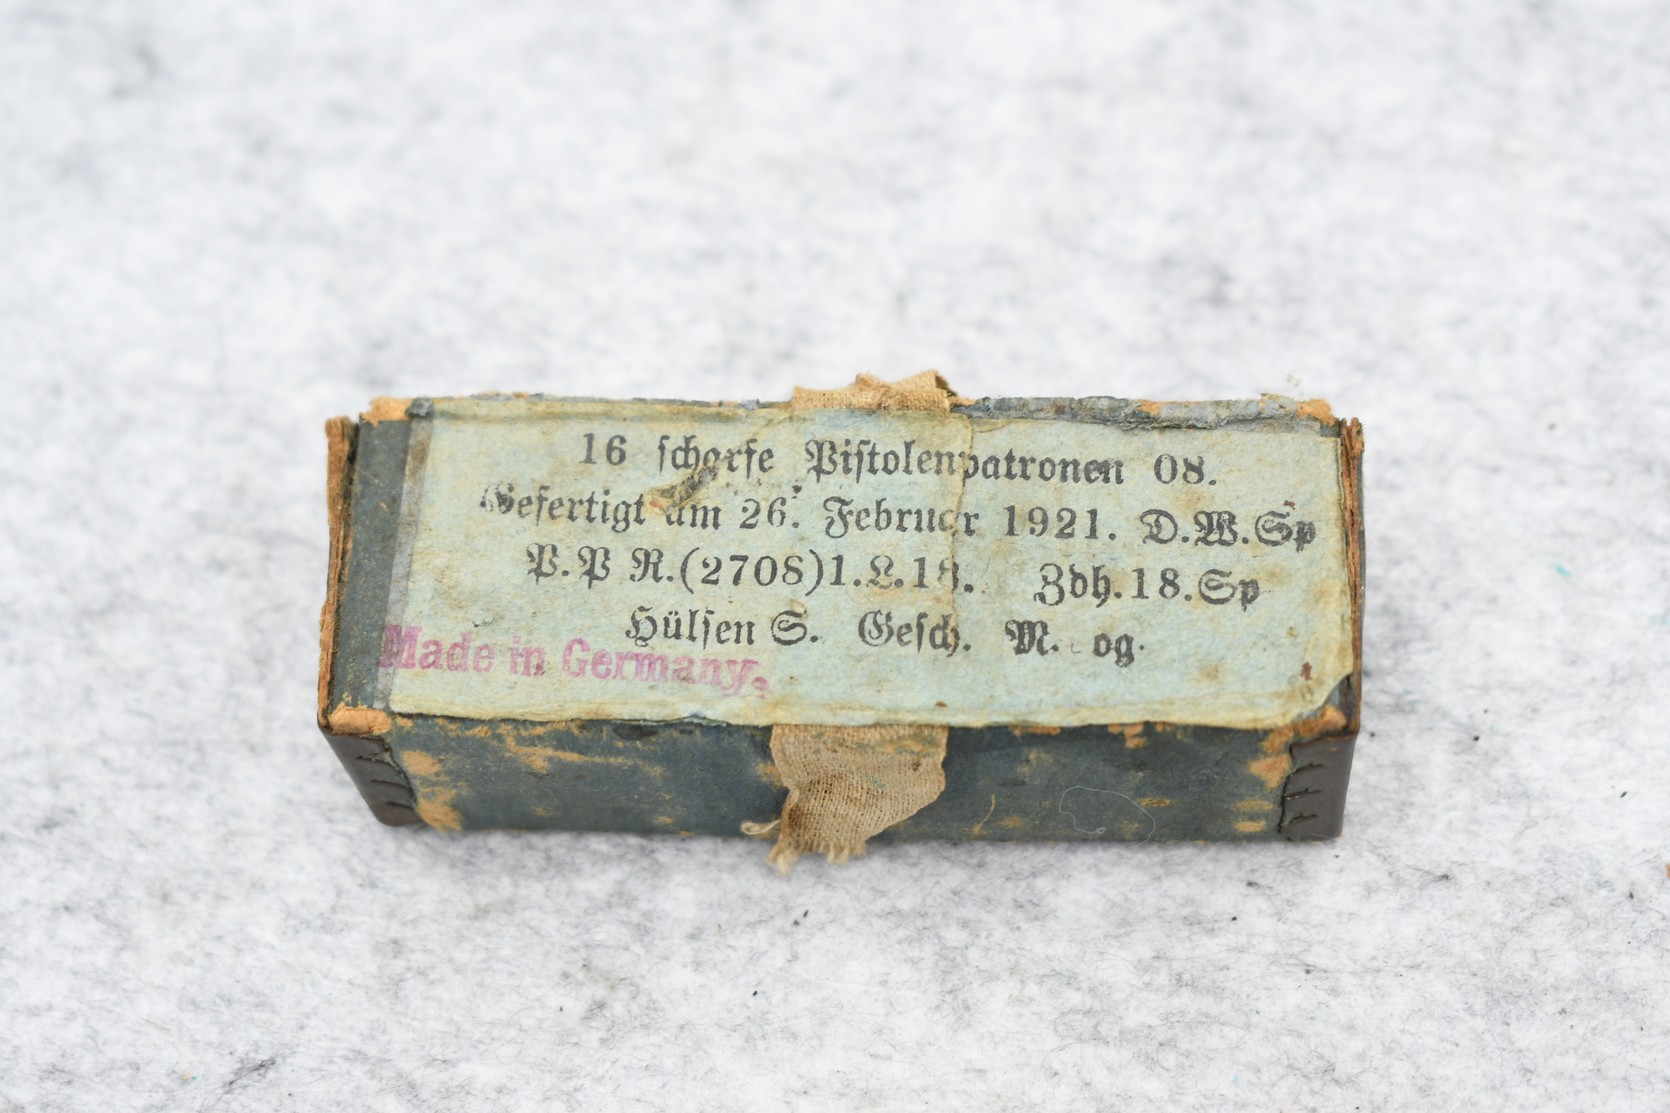 16 scharfe Pistolenpatronen 08.
Gefertigt am 26. Februar 1921. D.W.Sp
P.P R.(2708)1.L.18. Zdh.18.Sp
Hülsen S. Gesch. M. og.
Made in Germany.